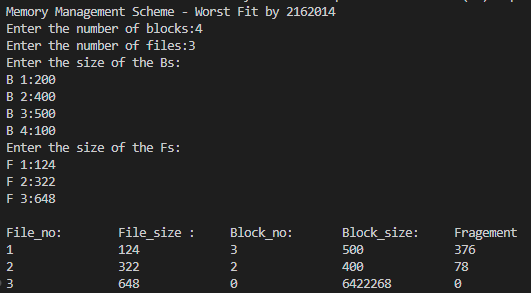 Memory Management Scheme - Worst Fit by 2162014
Enter the number of blocks:4
Enter the number of files:3
Enter the size of the Bs:
B 1:200
B 2:400
B 3:500
B 4:100
Enter the size of the Fs:
F 1:124
F 2:322
F 3:648
File_no: File_size : Block_no: Block_size: Fragement
1 124 3 500 376
2 322 2 400 78
3 648 0 6422268 0